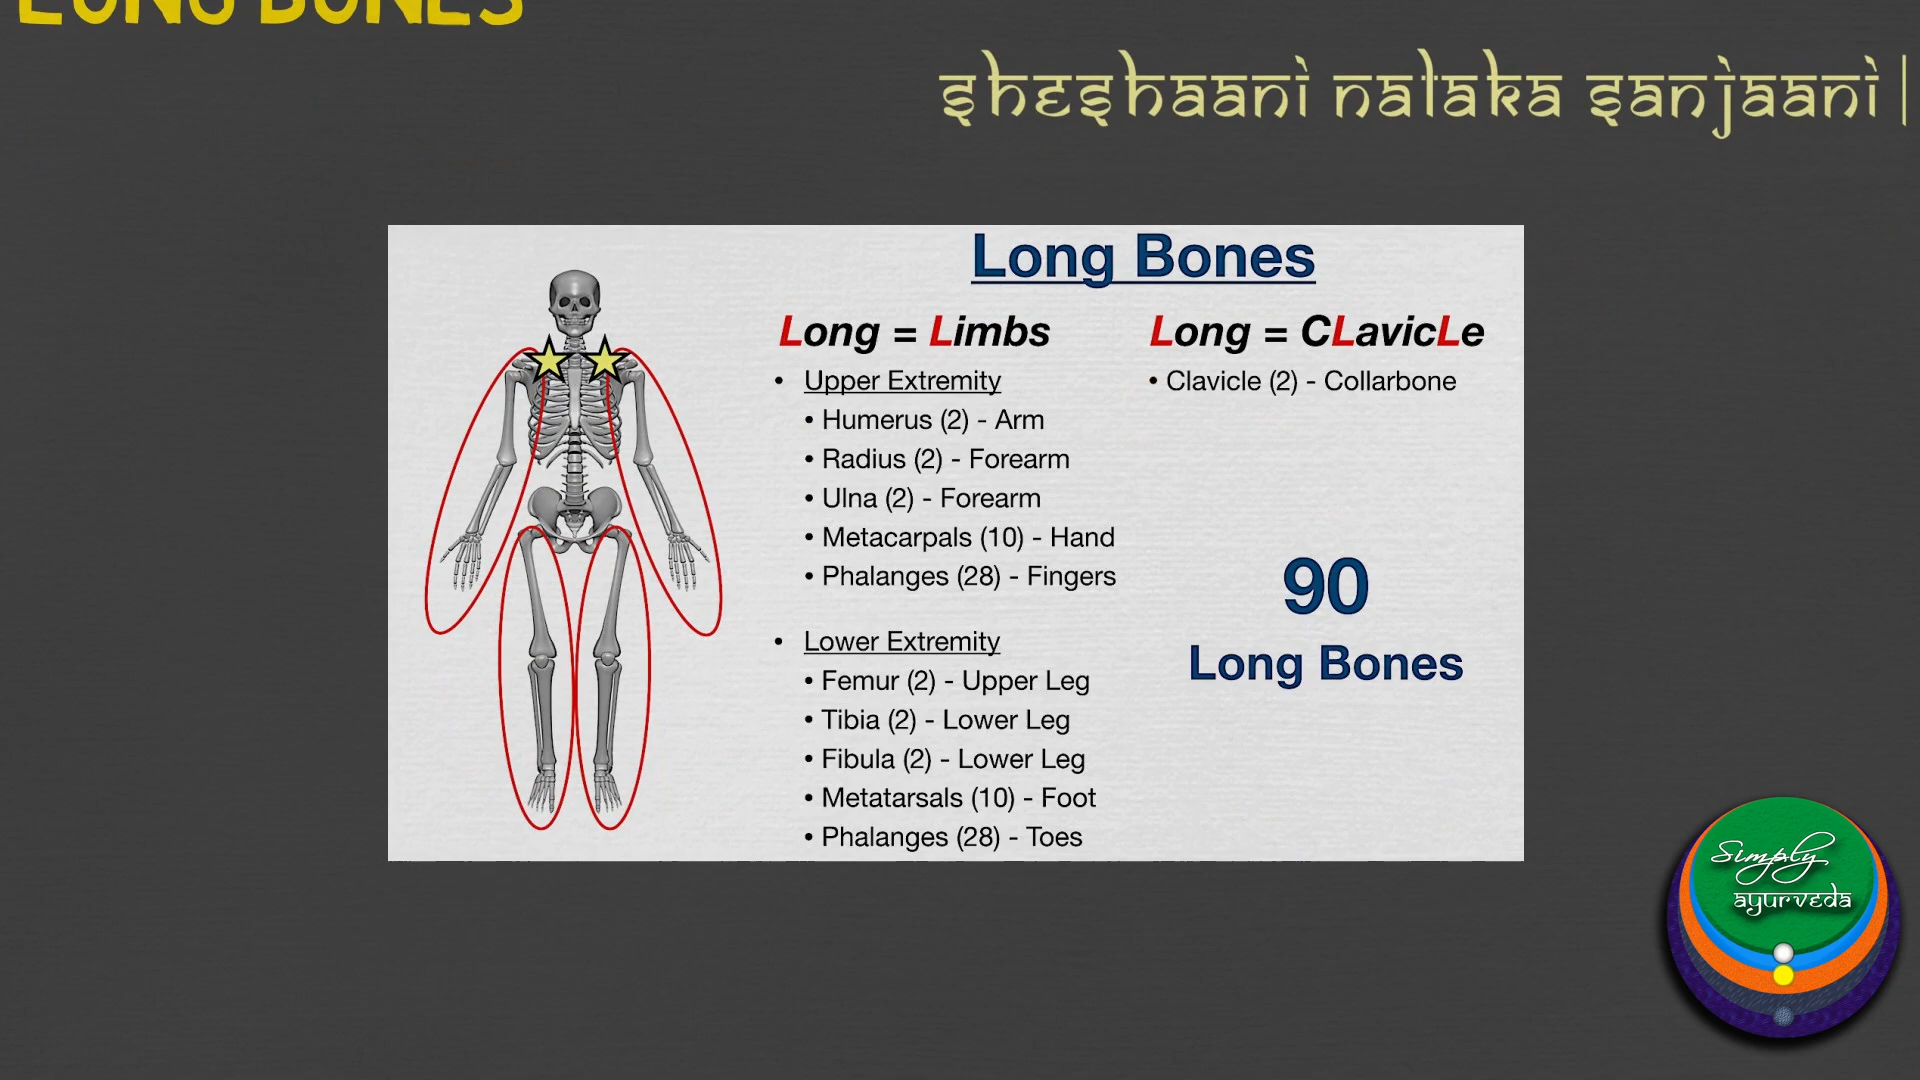 LONG BONES
sheshaani nalaka sanjaani |
Long Bones
Long = Limbs
• Upper Extremity
• Humerus (2) - Arm
• Radius (2) - Forearm
• Ulna (2) - Forearm
• Metacarpals (10) - Hand
• Phalanges (28) - Fingers
• Lower Extremity
• Femur (2) - Upper Leg
• Tibia (2) - Lower Leg
• Fibula (2) - Lower Leg
• Metatarsals (10) - Foot
• Phalanges (28) - Toes
Long = CLavicLe
• Clavicle (2) - Collarbone
90
Long Bones
Simply
ayurveda